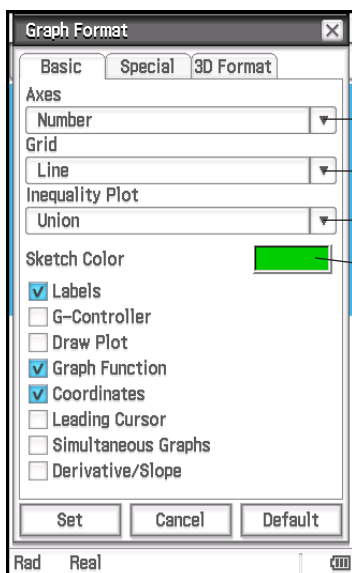 Graph Format
Basic Special 3D Format
Axes
Number
Grid
Line
Inequality Plot
Union
Sketch Color
Labels
G-Controller
Draw Plot
Graph Function
Coordinates
Leading Cursor
Simultaneous Graphs
Derivative/Slope
Set Cancel Default
Rad Real